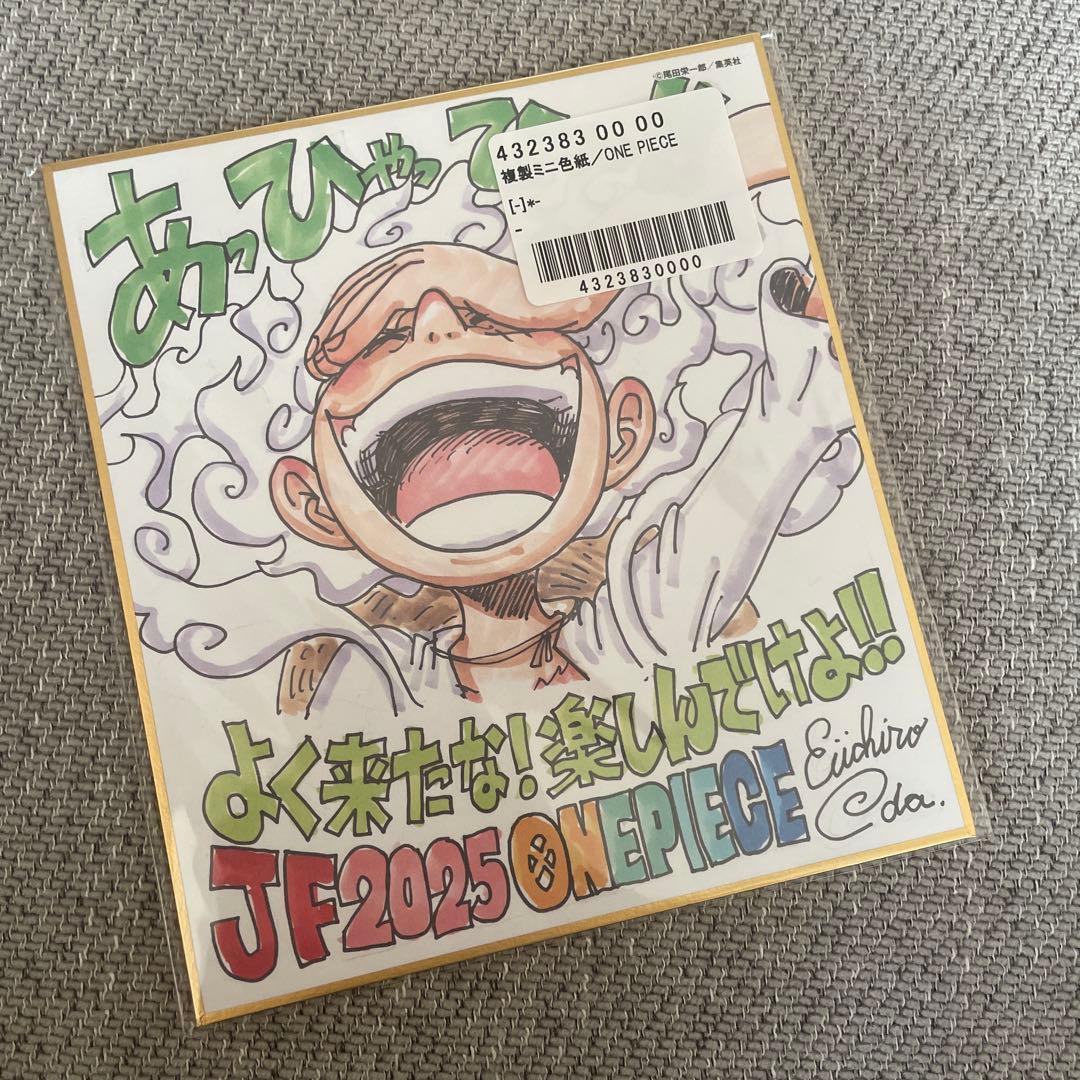 ©尾田栄一郎／集英社
あっひゃっひ
432383 00 00
複製ミニ色紙／ONE PIECE
[-]*-
-
4323830000
よく来たな!楽しんでけよ!!
JF2025 ONEPIECE
Eiichiro
Oda.